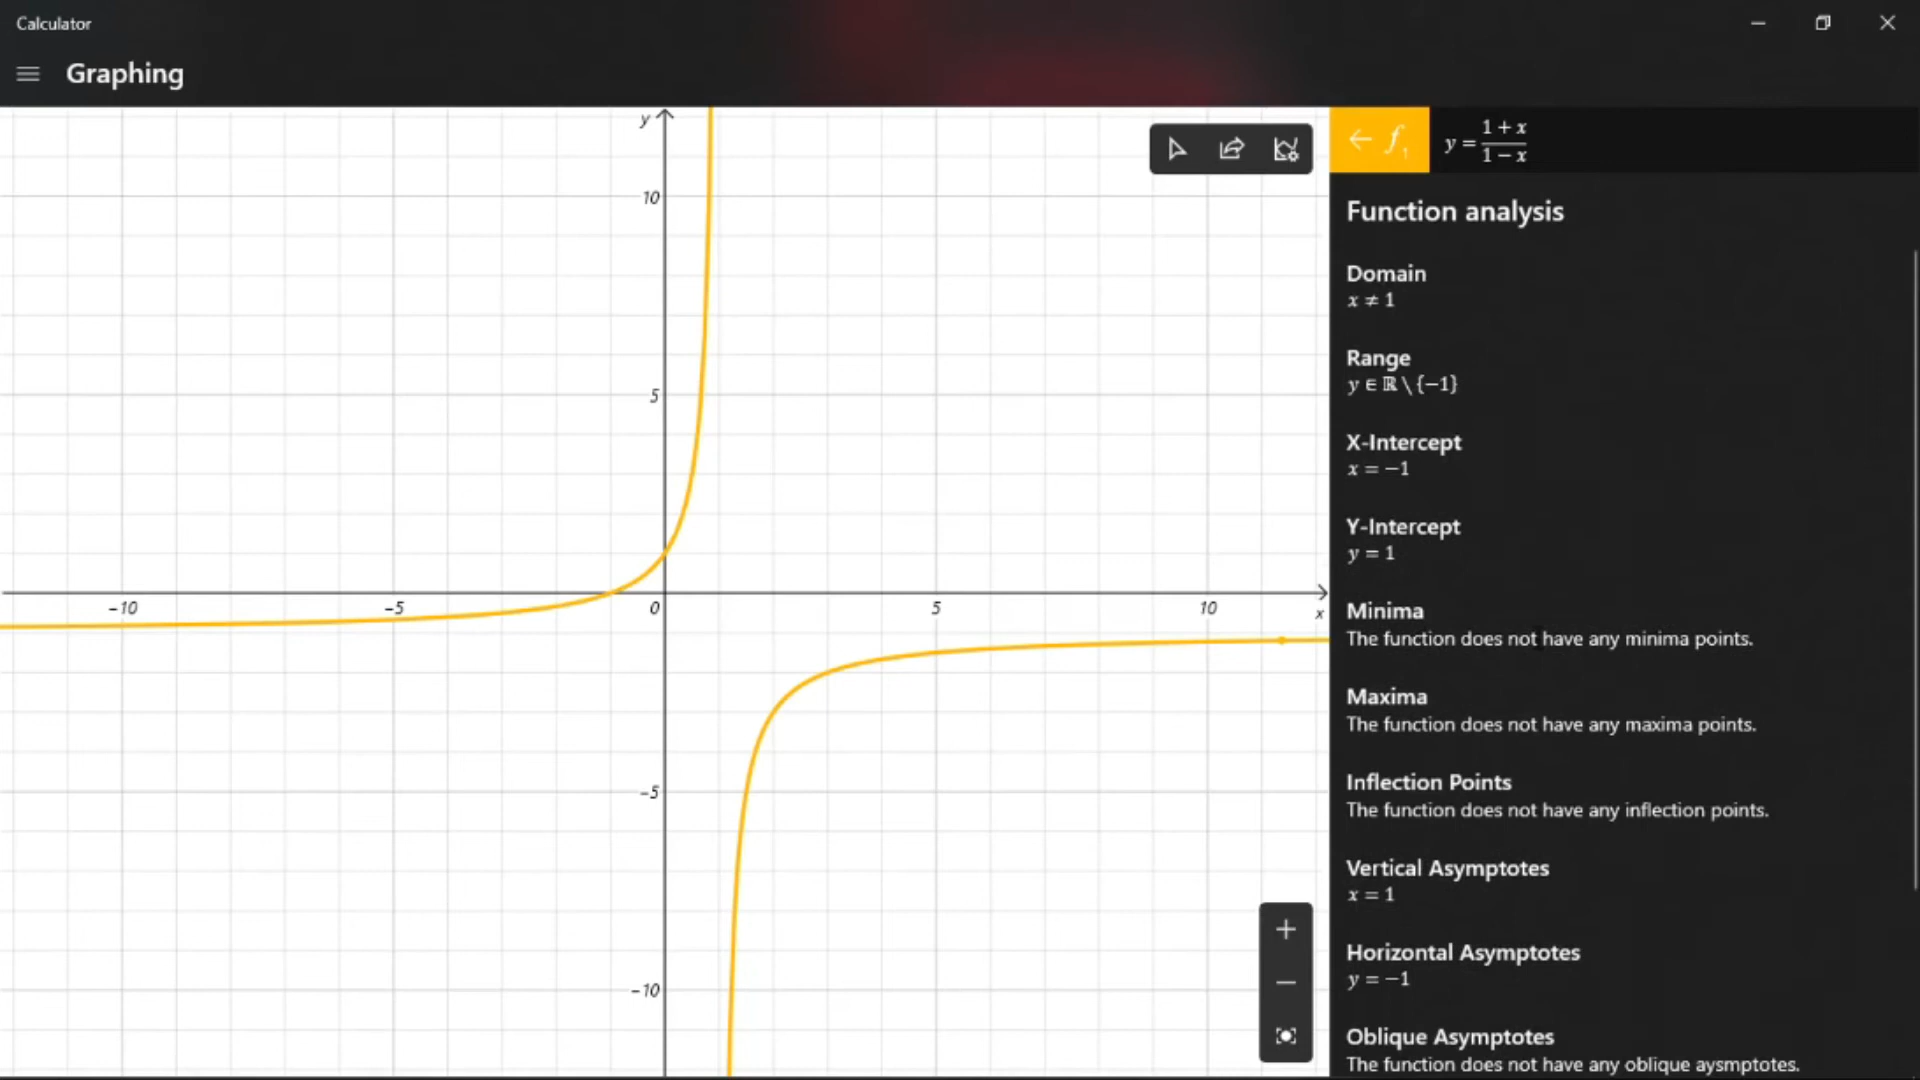 Calculator
Graphing
y
10
5
-10
-5
0
5
10
x
-5
-10
f₁
y = (1 + x)/(1 − x)
Function analysis
Domain
x ≠ 1
Range
y ∈ ℝ \ {−1}
X-Intercept
x = −1
Y-Intercept
y = 1
Minima
The function does not have any minima points.
Maxima
The function does not have any maxima points.
Inflection Points
The function does not have any inflection points.
Vertical Asymptotes
x = 1
Horizontal Asymptotes
y = −1
Oblique Asymptotes
The function does not have any oblique aysmptotes.